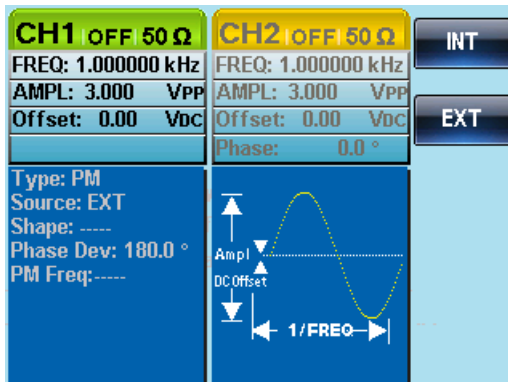 CH1 OFF 50 Ω
FREQ: 1.000000 kHz
AMPL: 3.000 VPP
Offset: 0.00 VDC
CH2 OFF 50 Ω
FREQ: 1.000000 kHz
AMPL: 3.000 VPP
Offset: 0.00 VDC
Phase: 0.0 °
INT
EXT
Type: PM
Source: EXT
Shape: -----
Phase Dev: 180.0 °
PM Freq:-----
Ampl
DC Offset
1/FREQ